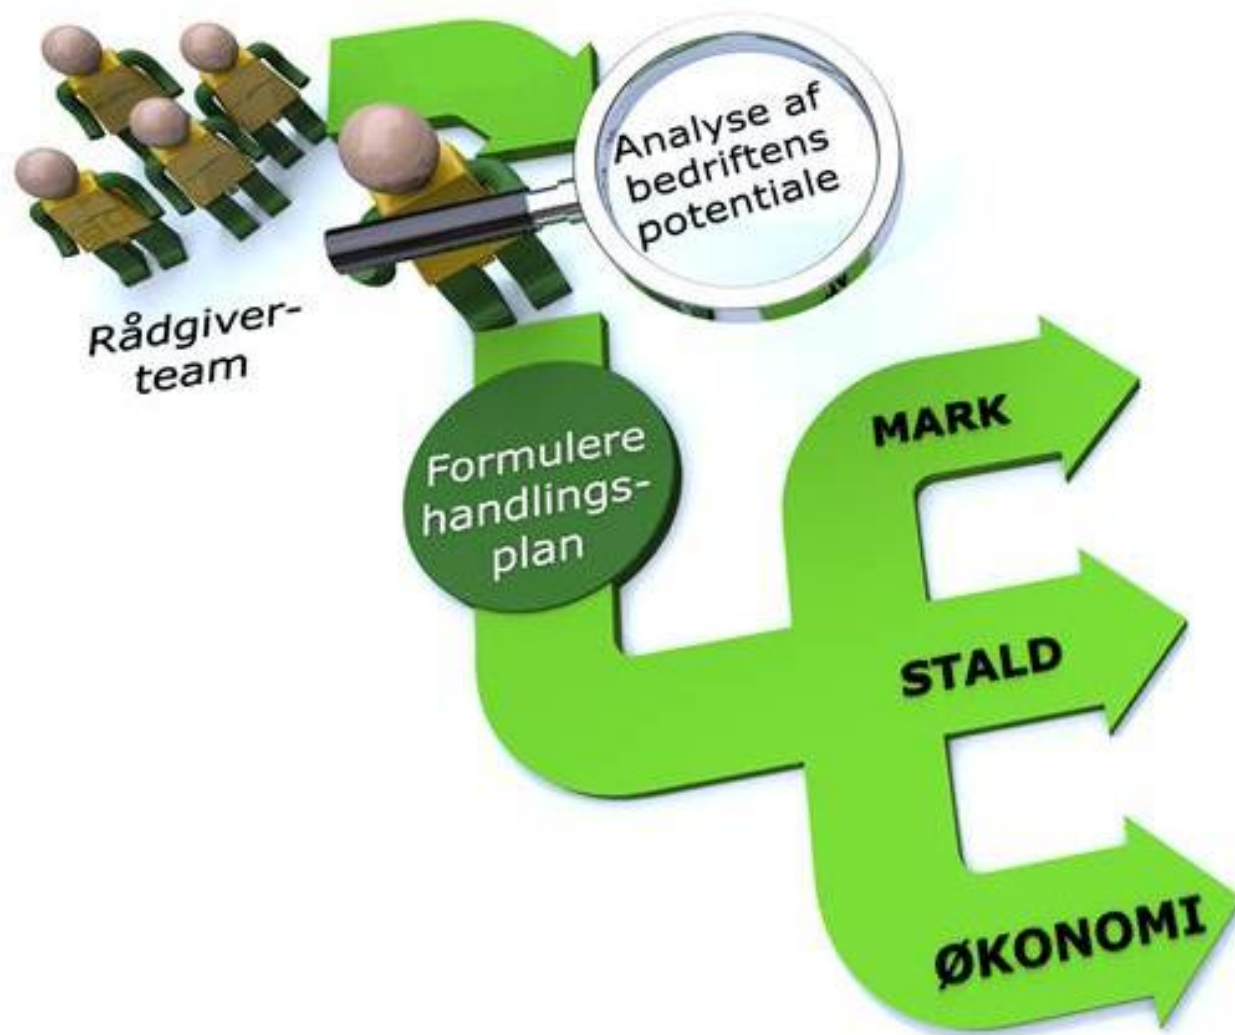 Analyse af
bedriftens
potentiale
Rådgiver-
team
Formulere
handlings-
plan
MARK
STALD
ØKONOMI